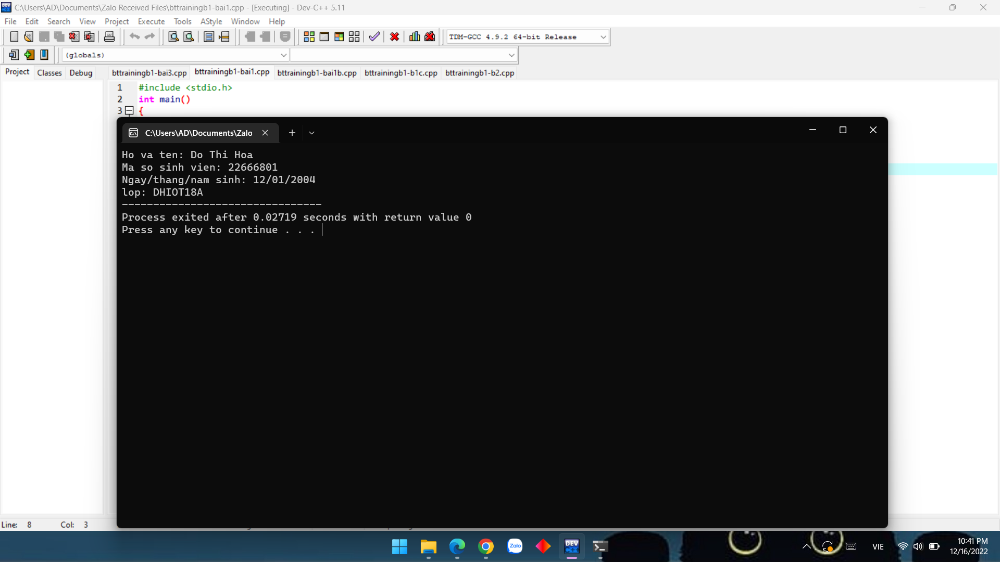 C:\Users\AD\Documents\Zalo Received Files\bttrainingb1-bai1.cpp - [Executing] - Dev-C++ 5.11
File Edit Search View Project Execute Tools AStyle Window Help
TDM-GCC 4.9.2 64-bit Release
(globals)
Project Classes Debug bttrainingb1-bai3.cpp bttrainingb1-bai1.cpp bttrainingb1-bai1b.cpp bttrainingb1-b1c.cpp bttrainingb1-b2.cpp
1 #include <stdio.h>
2 int main()
3 {
C:\Users\AD\Documents\Zalo
Ho va ten: Do Thi Hoa
Ma so sinh vien: 22666801
Ngay/thang/nam sinh: 12/01/2004
lop: DHIOT18A
--------------------------------
Process exited after 0.02719 seconds with return value 0
Press any key to continue . . .
Line: 8 Col: 3
Zalo
DEV C++
VIE
10:41 PM
12/16/2022